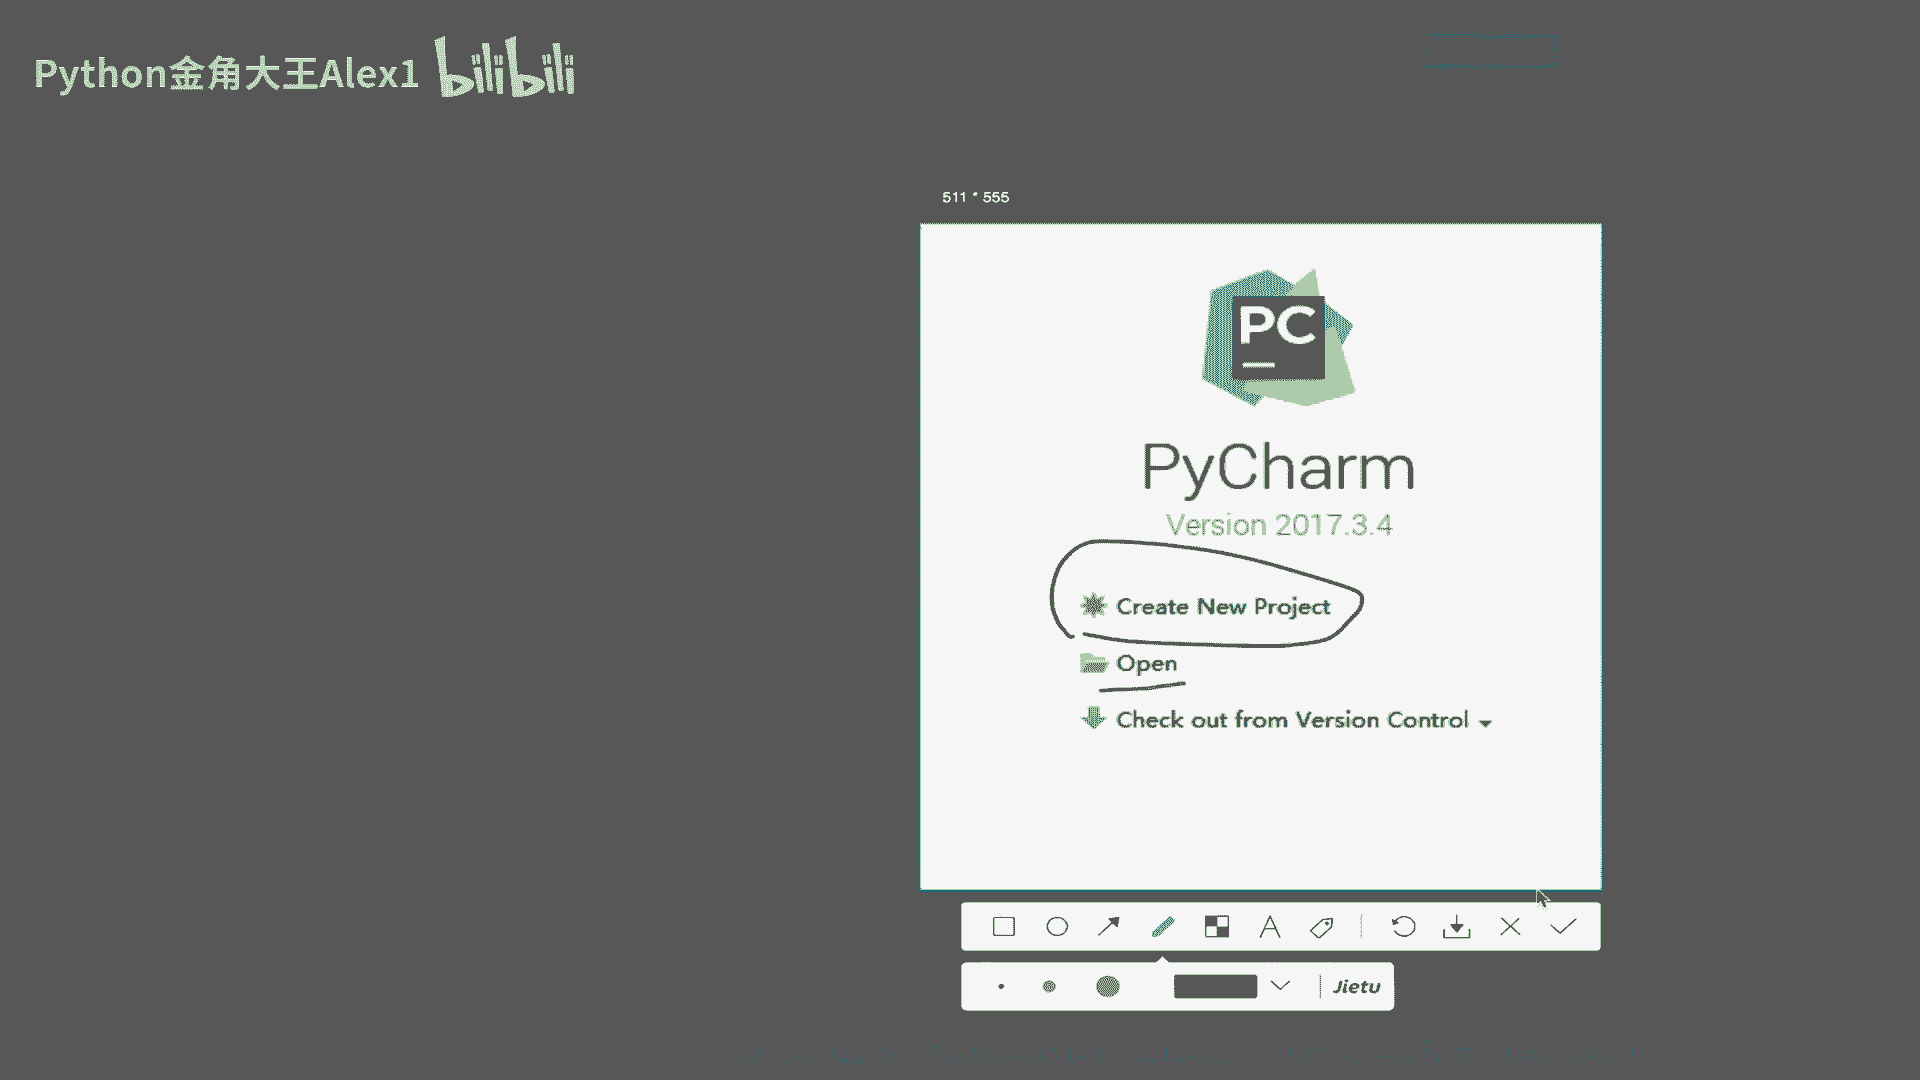 Python金角大王Alex1 bilibili
511 * 555
PC
PyCharm
Version 2017.3.4
Create New Project
Open
Check out from Version Control
A
Jietu